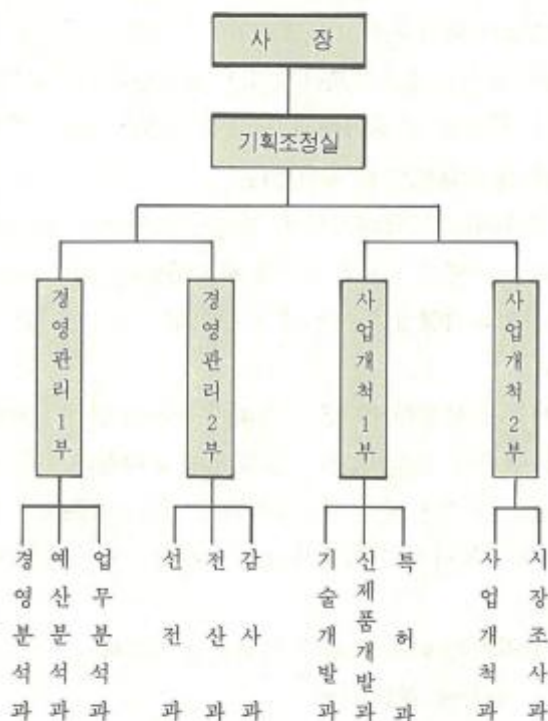 사 장
기획조정실
경영관리1부
경영관리2부
사업개척1부
사업개척2부
경영분석과
예산분석과
업무분석과
선전과
전산과
감사과
기술개발과
신제품개발과
특허과
사업개척과
시장조사과